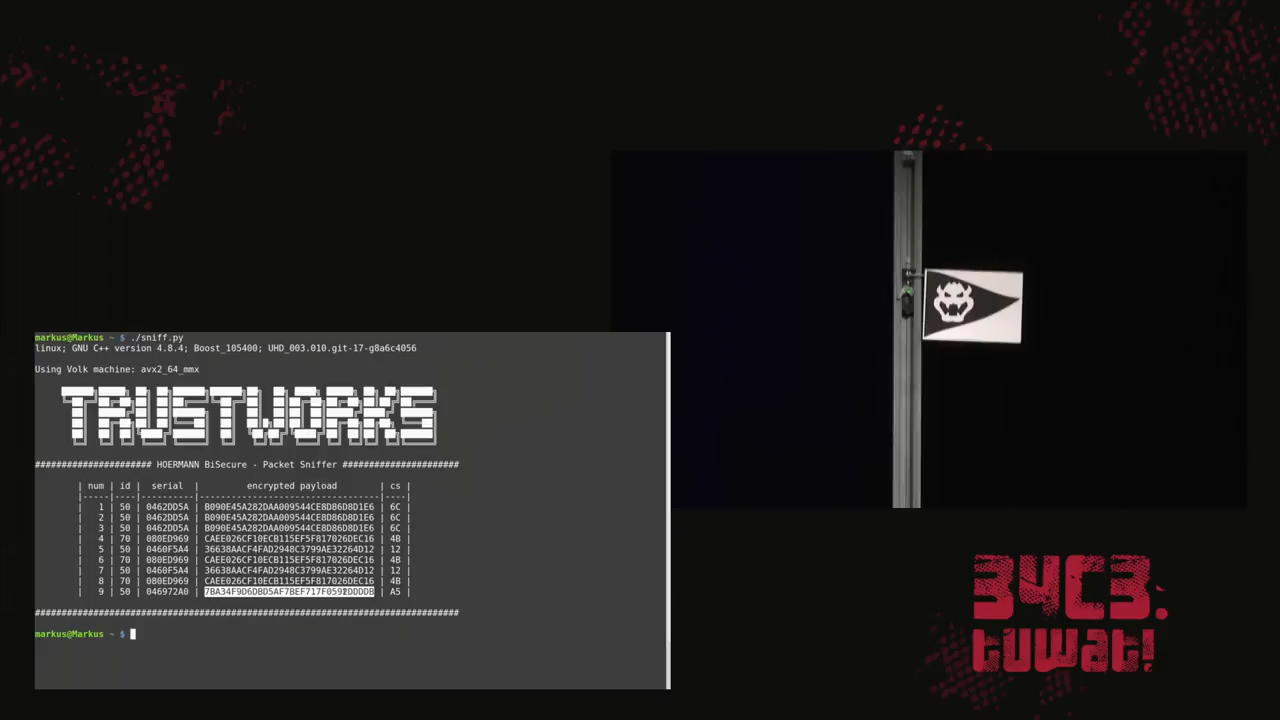 markus@Markus ~ $ ./sniff.py
linux; GNU C++ version 4.8.4; Boost_105400; UHD_003.010.git-17-g8a6c4056
Using Volk machine: avx2_64_mmx
TRUSTWORKS
###################### HOERMANN BiSecure - Packet Sniffer ######################
| num | id | serial | encrypted payload | cs |
|-----|----|----------|----------------------------------|----|
| 1 | 50 | 0462DD5A | B090E45A282DAA009544CE8D86D8D1E6 | 6C |
| 2 | 50 | 0462DD5A | B090E45A282DAA009544CE8D86D8D1E6 | 6C |
| 3 | 50 | 0462DD5A | B090E45A282DAA009544CE8D86D8D1E6 | 6C |
| 4 | 70 | 080ED969 | CAEE026CF10ECB115EF5F817026DEC16 | 4B |
| 5 | 50 | 0460F5A4 | 36638AACF4FAD2948C3799AE32264D12 | 12 |
| 6 | 70 | 080ED969 | CAEE026CF10ECB115EF5F817026DEC16 | 4B |
| 7 | 50 | 0460F5A4 | 36638AACF4FAD2948C3799AE32264D12 | 12 |
| 8 | 70 | 080ED969 | CAEE026CF10ECB115EF5F817026DEC16 | 4B |
| 9 | 50 | 046972A0 | 7BA34F9D6DBD5AF7BEF717F0592DDDDB | A5 |
################################################################################
markus@Markus ~ $
34C3.
tuwat!